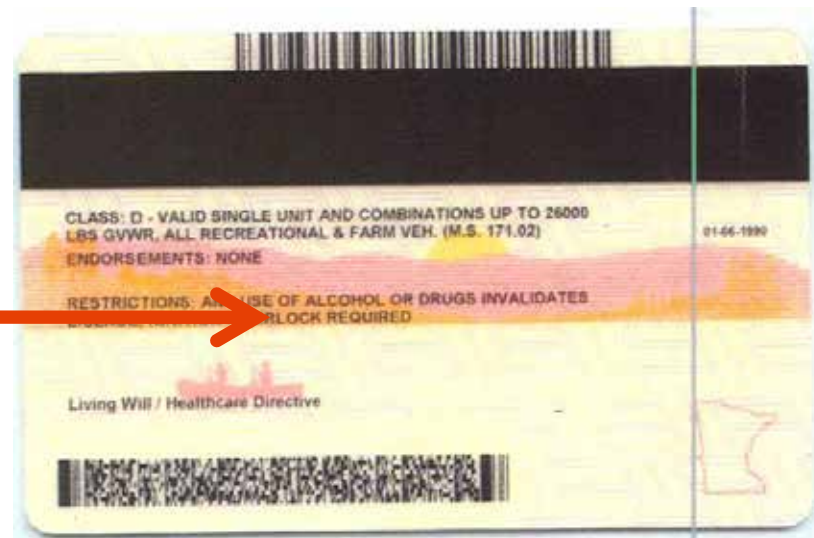 CLASS: D - VALID SINGLE UNIT AND COMBINATIONS UP TO 26000
LBS GVWR, ALL RECREATIONAL & FARM VEH. (M.S. 171.02)
01-06-1990
ENDORSEMENTS: NONE
RESTRICTIONS: USE OF ALCOHOL OR DRUGS INVALIDATES
REQUIRED
Living Will / Healthcare Directive